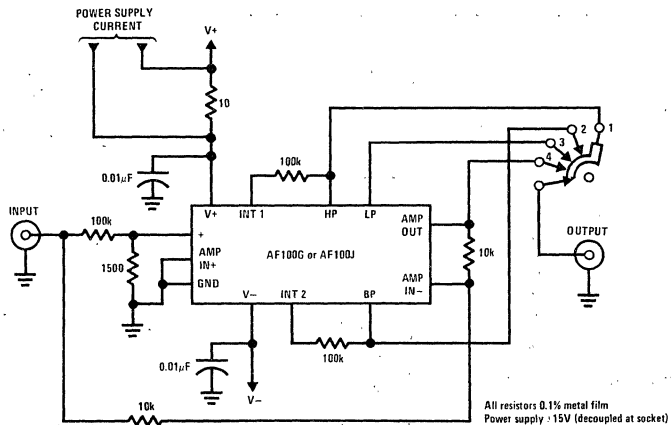 POWER SUPPLY
CURRENT
V+
10
2
1
3
4
100k
0.01μF
INPUT
100k
V+
INT 1
HP
LP
AMP
OUT
+
AMP
IN+
GND
AF100G or AF100J
AMP
IN-
10k
OUTPUT
1500
V-
INT 2
BP
100k
0.01μF
V-
10k
All resistors 0.1% metal film
Power supply ±15V (decoupled at socket)